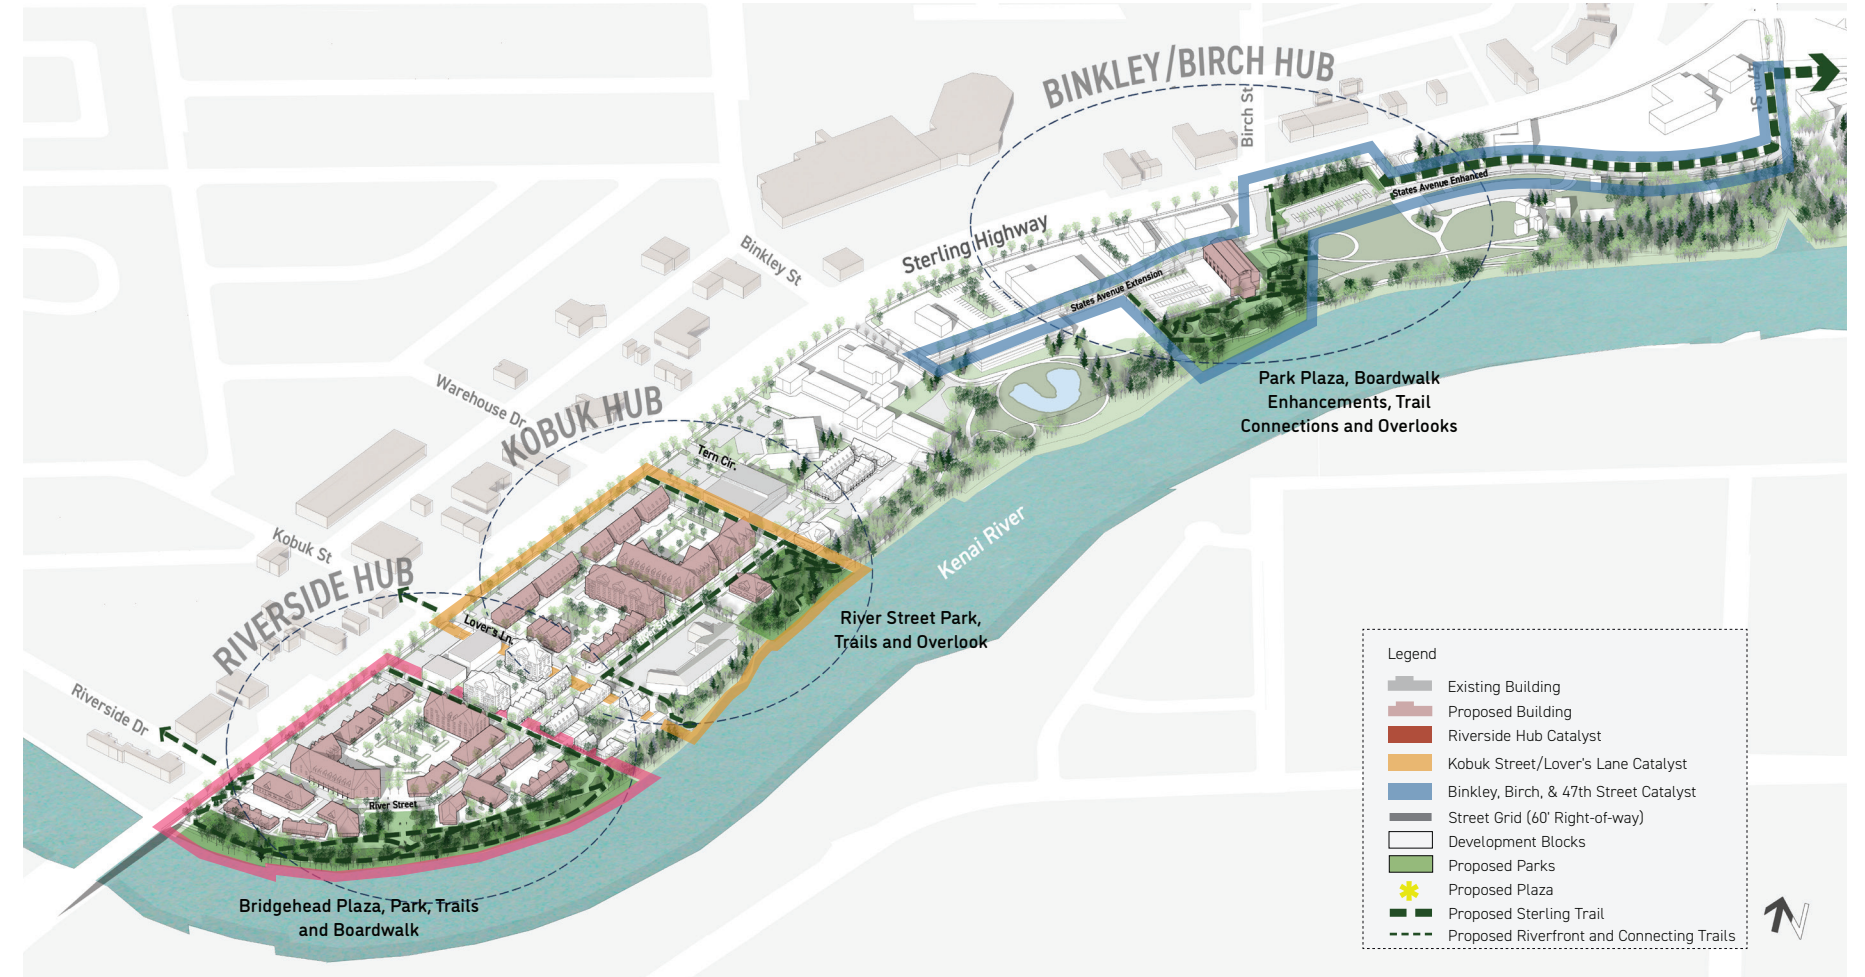 BINKLEY/BIRCH HUB
Birch St
47th St
States Avenue Enhanced
Sterling Highway
Binkley St
States Avenue Extension
Park Plaza, Boardwalk
Enhancements, Trail
Connections and Overlooks
Warehouse Dr
KOBUK HUB
Tern Cir.
Kenai River
Kobuk St
RIVERSIDE HUB
Lover's Ln.
River Street Park,
Trails and Overlook
Riverside Dr
River Street
Bridgehead Plaza, Park, Trails
and Boardwalk
Legend
Existing Building
Proposed Building
Riverside Hub Catalyst
Kobuk Street/Lover's Lane Catalyst
Binkley, Birch, & 47th Street Catalyst
Street Grid (60' Right-of-way)
Development Blocks
Proposed Parks
Proposed Plaza
Proposed Sterling Trail
Proposed Riverfront and Connecting Trails
N